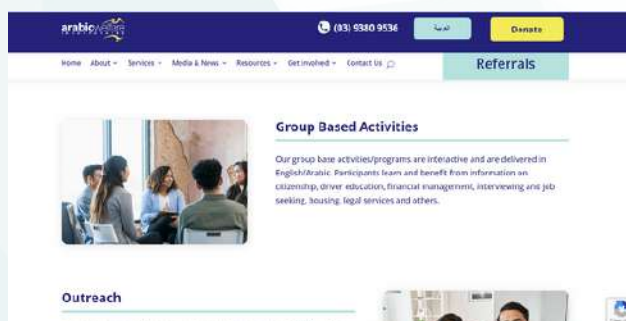 arabicwelfare
(03) 9380 9536
العربية
Donate
Home About Services Media & News Resources Get Involved Contact Us
Referrals
Group Based Activities
Our group base activities/programs are interactive and are delivered in
English/Arabic. Participants learn and benefit from information on
citizenship, driver education, financial management, interviewing and job
seeking, housing, legal services and others.
Outreach